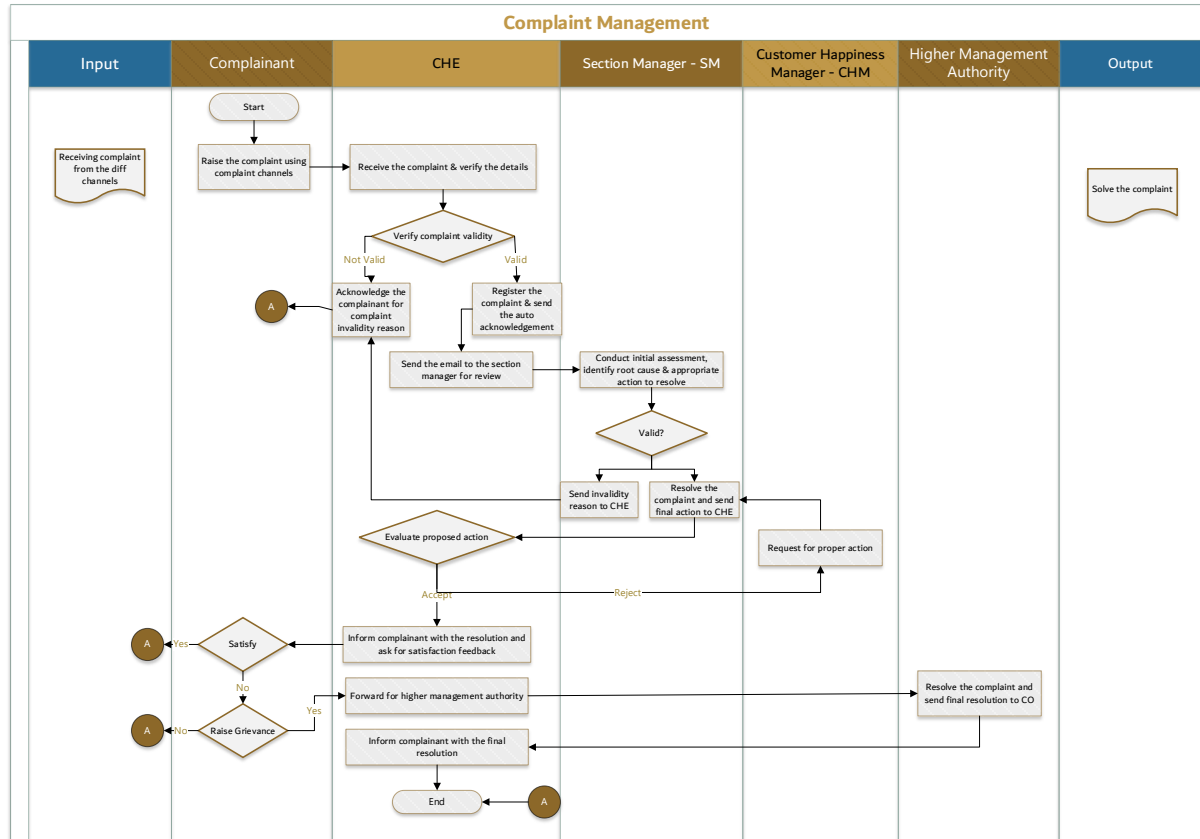 Complaint Management
Input
Complainant
CHE
Section Manager - SM
Customer Happiness
Manager - CHM
Higher Management
Authority
Output
Start
Receiving complaint
from the diff
channels
Raise the complaint using
complaint channels
Receive the complaint & verify the details
Solve the complaint
Verify complaint validity
Not Valid
Valid
A
Acknowledge the
complainant for
complaint
invalidity reason
Register the
complaint & send
the auto
acknowledgement
Send the email to the section
manager for review
Conduct initial assessment,
identify root cause & appropriate
action to resolve
Valid?
Send invalidity
reason to CHE
Resolve the
complaint and send
final action to CHE
Evaluate proposed action
Request for proper action
Accept
Reject
A
Yes
Satisfy
Inform complainant with the resolution and
ask for satisfaction feedback
No
Yes
Forward for higher management authority
Resolve the complaint and
send final resolution to CO
A
No
Raise Grievance
Inform complainant with the final
resolution
End
A